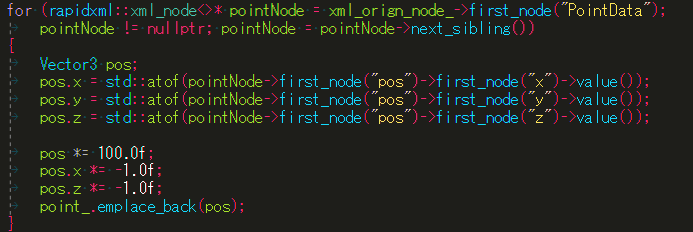 for (rapidxml::xml_node<>* pointNode = xml_orign_node_->first_node("PointData");
pointNode != nullptr; pointNode = pointNode->next_sibling())
{
Vector3 pos;
pos.x = std::atof(pointNode->first_node("pos")->first_node("x")->value());
pos.y = std::atof(pointNode->first_node("pos")->first_node("y")->value());
pos.z = std::atof(pointNode->first_node("pos")->first_node("z")->value());
pos *= 100.0f;
pos.x *= -1.0f;
pos.z *= -1.0f;
point_.emplace_back(pos);
}